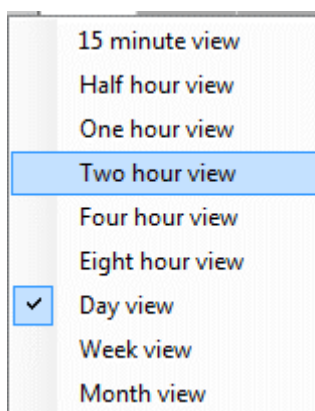 15 minute view
Half hour view
One hour view
Two hour view
Four hour view
Eight hour view
Day view
Week view
Month view